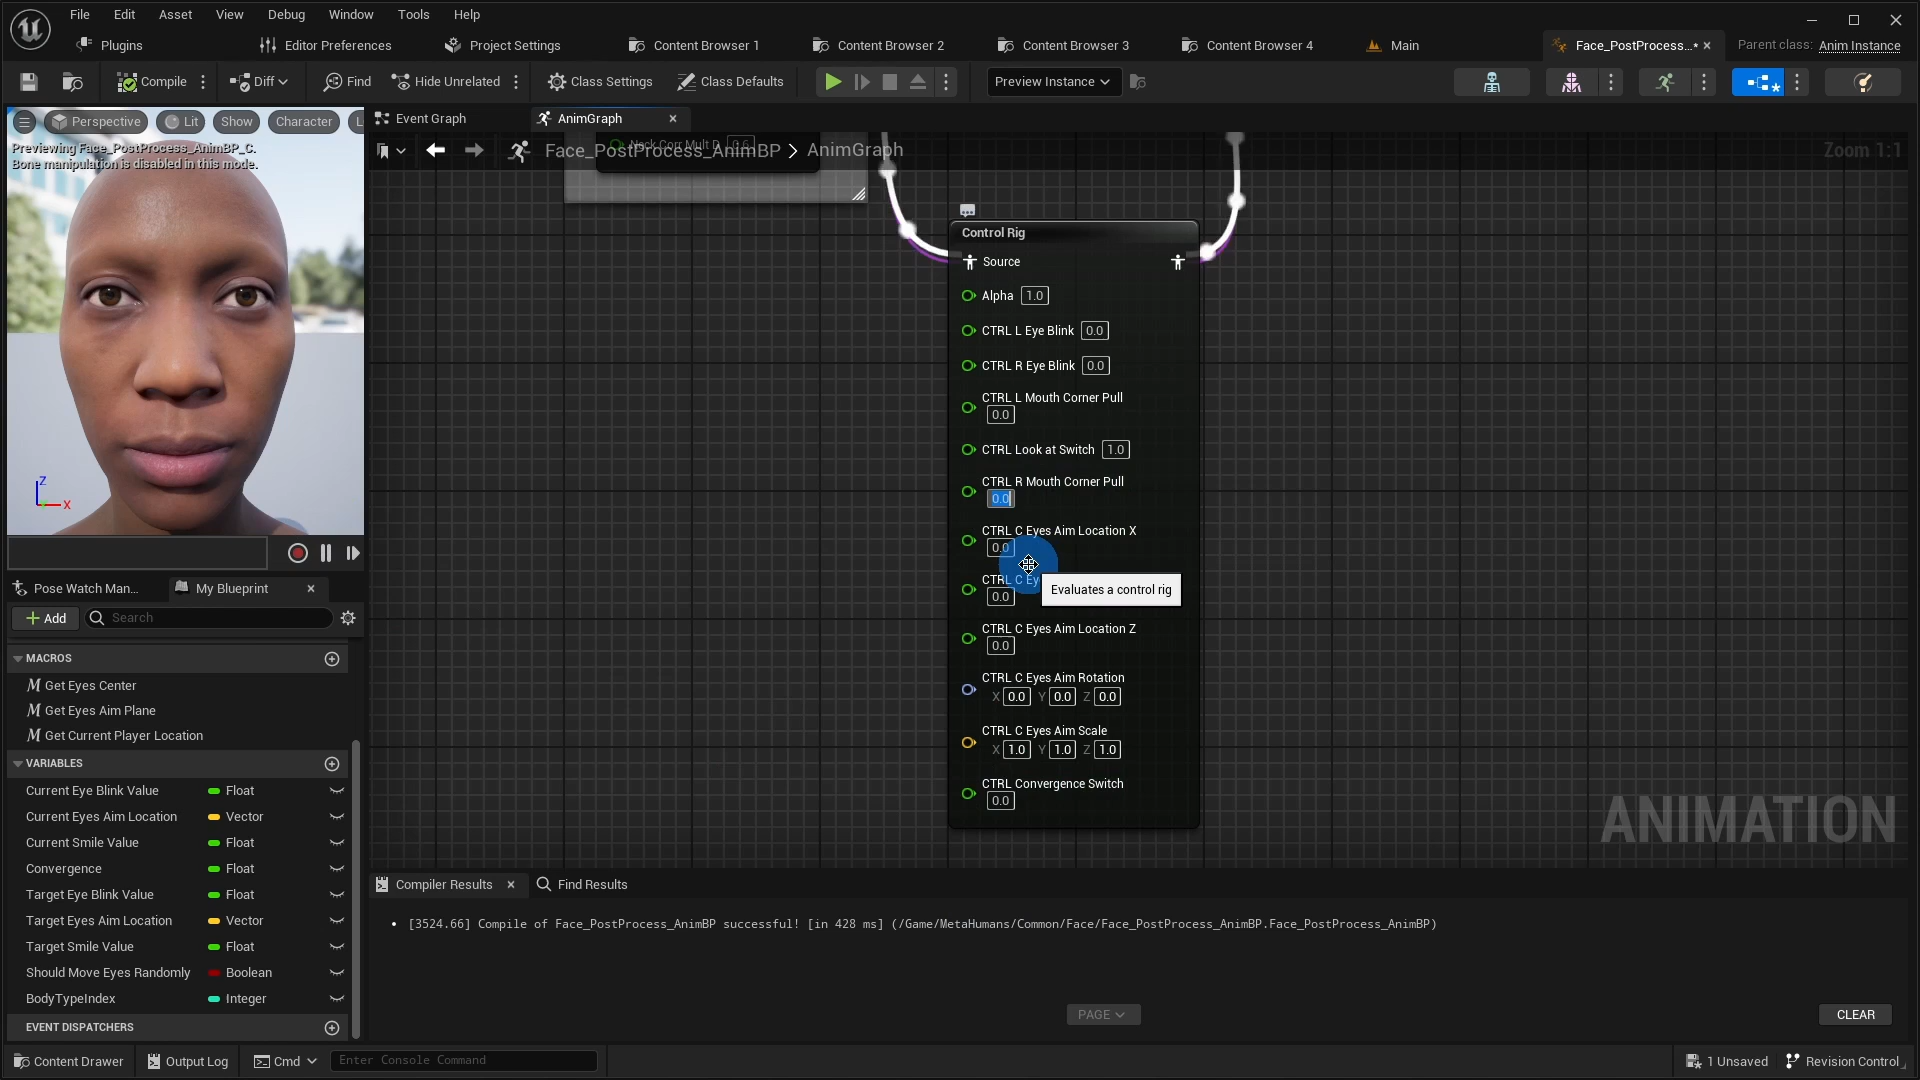 File Edit Asset View Debug Window Tools Help
Plugins Editor Preferences Project Settings Content Browser 1 Content Browser 2 Content Browser 3 Content Browser 4 Main Face_PostProcess...* Parent class: Anim Instance
Compile Diff Find Hide Unrelated Class Settings Class Defaults Preview Instance
Perspective Lit Show Character L
Previewing Face_PostProcess_AnimBP_C.
Bone manipulation is disabled in this mode.
Z
X
Event Graph AnimGraph
Neck Corr Mult D 0.6
Face_PostProcess_AnimBP > AnimGraph
Zoom 1:1
Control Rig
Source
Alpha 1.0
CTRL L Eye Blink 0.0
CTRL R Eye Blink 0.0
CTRL L Mouth Corner Pull
0.0
CTRL Look at Switch 1.0
CTRL R Mouth Corner Pull
0.0
CTRL C Eyes Aim Location X
0.0
CTRL C Ey
0.0
Evaluates a control rig
CTRL C Eyes Aim Location Z
0.0
CTRL C Eyes Aim Rotation
X 0.0 Y 0.0 Z 0.0
CTRL C Eyes Aim Scale
X 1.0 Y 1.0 Z 1.0
CTRL Convergence Switch
0.0
ANIMATION
Pose Watch Man... My Blueprint
Add Search
MACROS
Get Eyes Center
Get Eyes Aim Plane
Get Current Player Location
VARIABLES
Current Eye Blink Value Float
Current Eyes Aim Location Vector
Current Smile Value Float
Convergence Float
Target Eye Blink Value Float
Target Eyes Aim Location Vector
Target Smile Value Float
Should Move Eyes Randomly Boolean
BodyTypeIndex Integer
EVENT DISPATCHERS
Compiler Results Find Results
[3524.66] Compile of Face_PostProcess_AnimBP successful! [in 428 ms] (/Game/MetaHumans/Common/Face/Face_PostProcess_AnimBP.Face_PostProcess_AnimBP)
PAGE CLEAR
Content Drawer Output Log Cmd Enter Console Command 1 Unsaved Revision Control